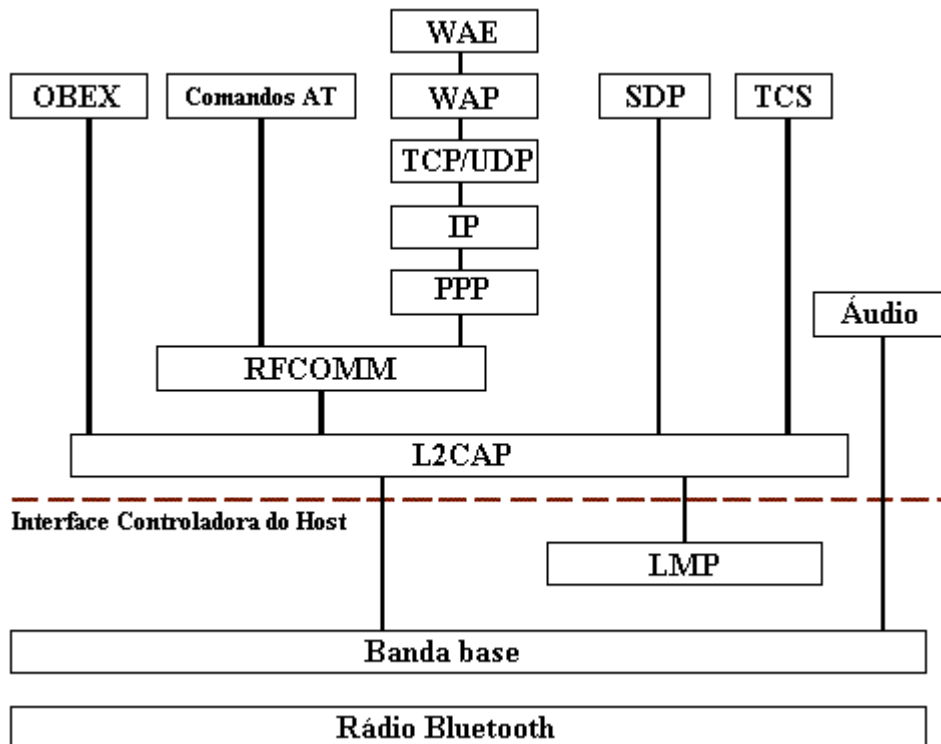 WAE
OBEX
Comandos AT
WAP
SDP
TCS
TCP/UDP
IP
PPP
Áudio
RFCOMM
L2CAP
Interface Controladora do Host
LMP
Banda base
Rádio Bluetooth